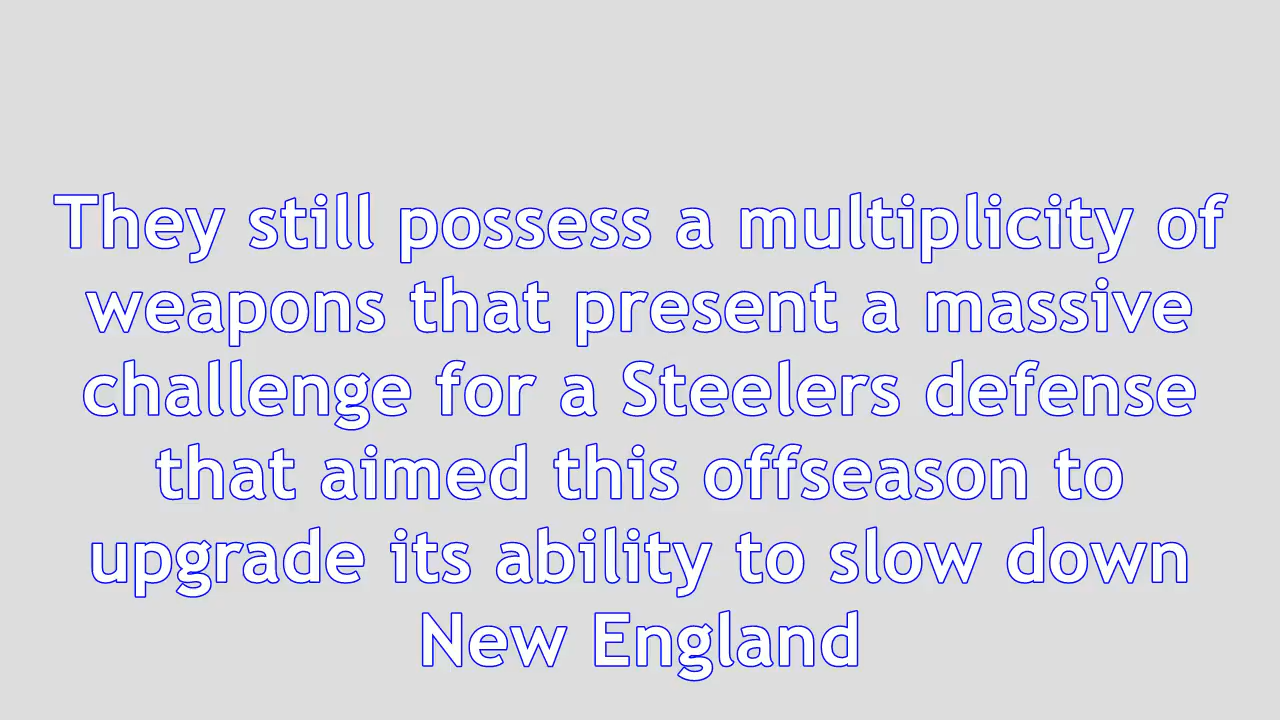 They still possess a multiplicity of
weapons that present a massive
challenge for a Steelers defense
that aimed this offseason to
upgrade its ability to slow down
New England